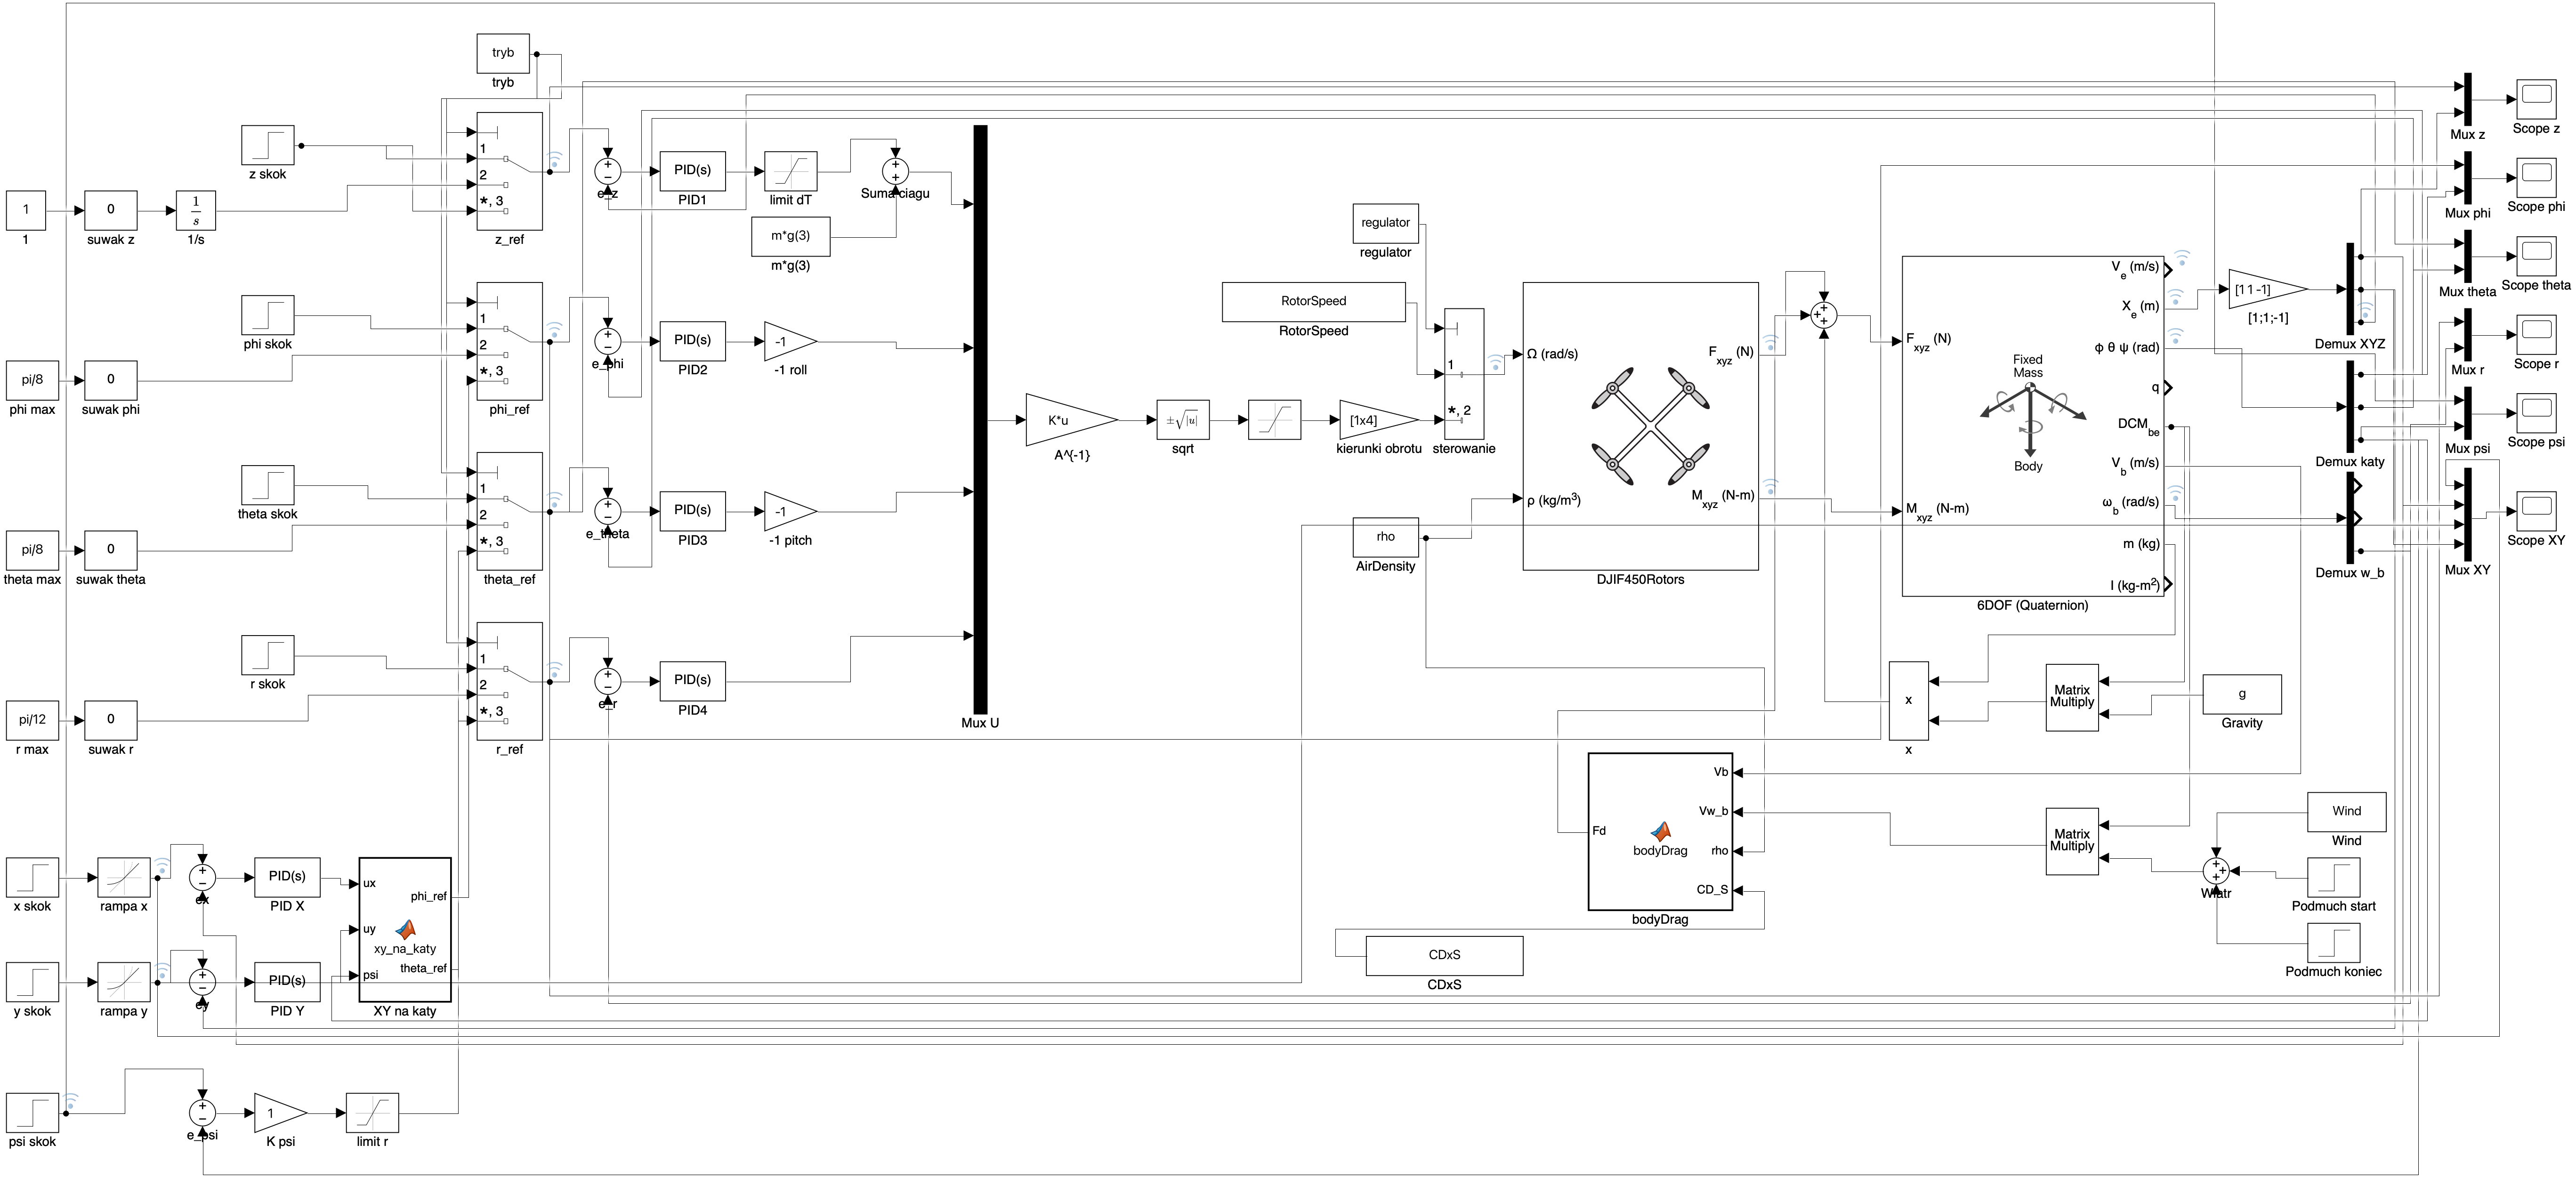 tryb
tryb
z skok
1
2
*, 3
z_ref
1
1
0
suwak z
1
s
1/s
e_z
PID(s)
PID1
limit dT
Suma ciagu
m*g(3)
m*g(3)
phi skok
1
2
*, 3
phi_ref
pi/8
phi max
0
suwak phi
e_phi
PID(s)
PID2
-1
-1 roll
theta skok
1
2
*, 3
theta_ref
pi/8
theta max
0
suwak theta
e_theta
PID(s)
PID3
-1
-1 pitch
r skok
1
2
*, 3
r_ref
pi/12
r max
0
suwak r
e_r
PID(s)
PID4
Mux U
K*u
A^{-1}
±√|u|
sqrt
[1x4]
kierunki obrotu
regulator
regulator
RotorSpeed
RotorSpeed
1
*, 2
sterowanie
rho
AirDensity
Ω (rad/s)
ρ (kg/m³)
Fxyz (N)
Mxyz (N-m)
DJIF450Rotors
Fxyz (N)
Mxyz (N-m)
Fixed
Mass
Body
Ve (m/s)
Xe (m)
ϕ θ ψ (rad)
q
DCMbe
Vb (m/s)
ωb (rad/s)
m (kg)
I (kg-m²)
6DOF (Quaternion)
[1 1 -1]
[1;1;-1]
Demux XYZ
Demux katy
Demux w_b
Mux z
Scope z
Mux phi
Scope phi
Mux theta
Scope theta
Mux r
Scope r
Mux psi
Scope psi
Mux XY
Scope XY
x
x
Matrix
Multiply
g
Gravity
Vb
Vw_b
rho
CD_S
Fd
bodyDrag
bodyDrag
CDxS
CDxS
Matrix
Multiply
Wind
Wind
Wiatr
Podmuch start
Podmuch koniec
x skok
rampa x
ex
PID(s)
PID X
y skok
rampa y
ey
PID(s)
PID Y
ux
uy
psi
phi_ref
theta_ref
xy_na_katy
XY na katy
psi skok
e_psi
1
K psi
limit r